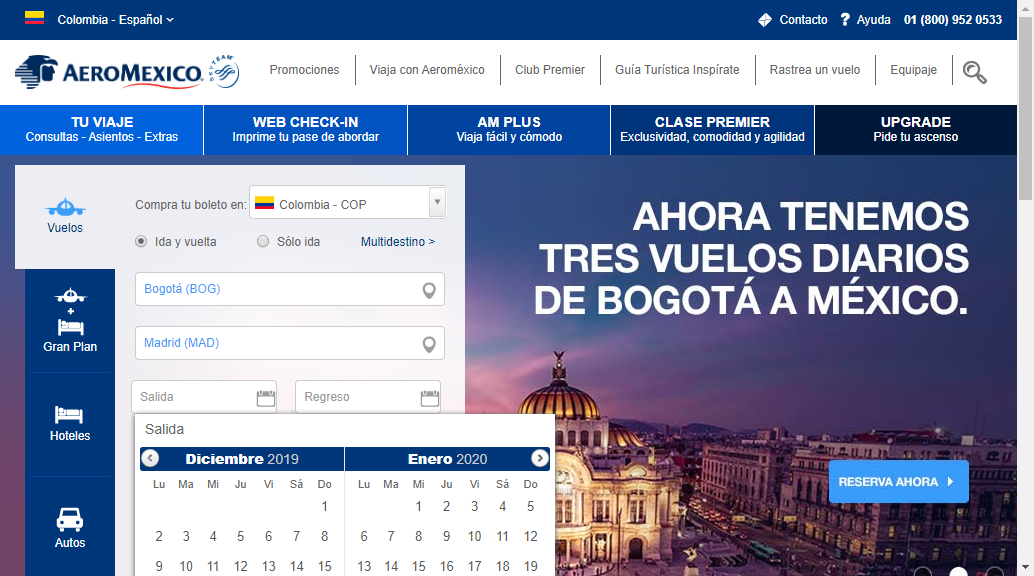 Colombia - Español
Contacto
? Ayuda
01 (800) 952 0533
AEROMEXICO.
SKYTEAM
Promociones
Viaja con Aeroméxico
Club Premier
Guía Turística Inspírate
Rastrea un vuelo
Equipaje
TU VIAJE
Consultas - Asientos - Extras
WEB CHECK-IN
Imprime tu pase de abordar
AM PLUS
Viaja fácil y cómodo
CLASE PREMIER
Exclusividad, comodidad y agilidad
UPGRADE
Pide tu ascenso
Vuelos
+
Gran Plan
Hoteles
Autos
Compra tu boleto en:
Colombia - COP
Ida y vuelta
Sólo ida
Multidestino >
Bogotá (BOG)
Madrid (MAD)
Salida
Regreso
Salida
Diciembre 2019
Lu Ma Mi Ju Vi Sá Do
1
2 3 4 5 6 7 8
9 10 11 12 13 14 15
Enero 2020
Lu Ma Mi Ju Vi Sá Do
1 2 3 4 5
6 7 8 9 10 11 12
13 14 15 16 17 18 19
AHORA TENEMOS
TRES VUELOS DIARIOS
DE BOGOTÁ A MÉXICO.
RESERVA AHORA